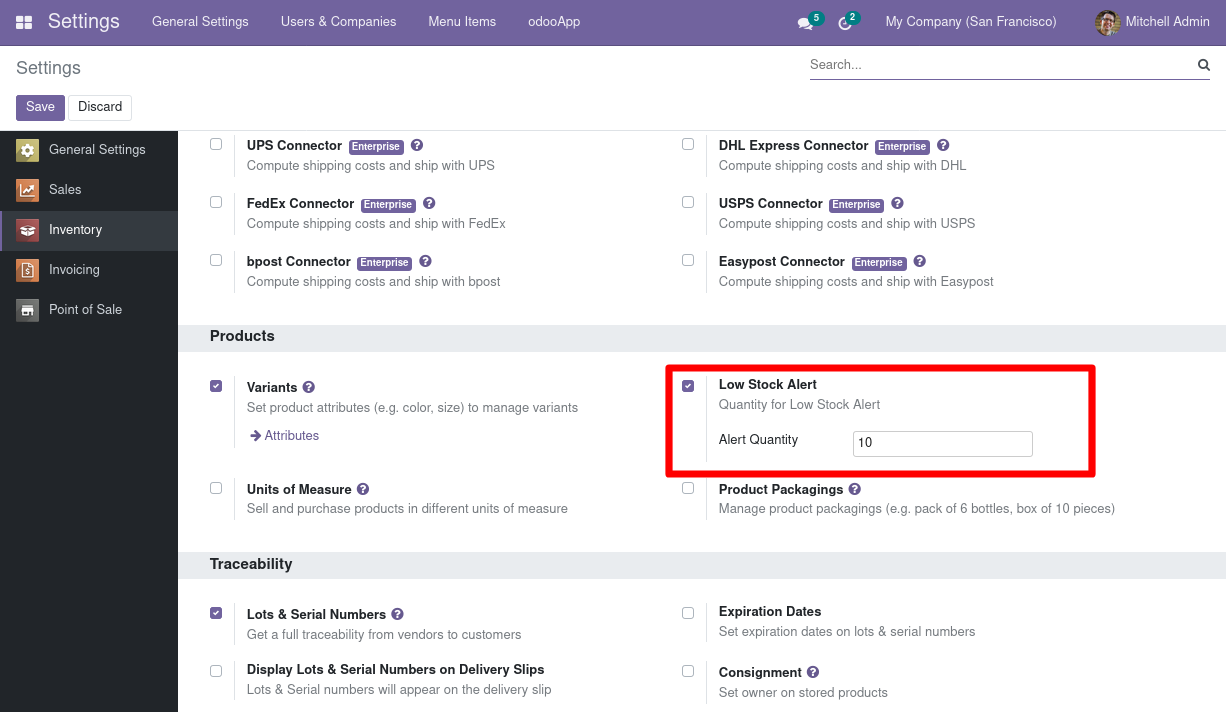 Settings General Settings Users & Companies Menu Items odooApp 5 2 My Company (San Francisco) Mitchell Admin
Settings Search...
Save Discard
General Settings
Sales
Inventory
Invoicing
Point of Sale
UPS Connector Enterprise ? DHL Express Connector Enterprise ?
Compute shipping costs and ship with UPS Compute shipping costs and ship with DHL
FedEx Connector Enterprise ? USPS Connector Enterprise ?
Compute shipping costs and ship with FedEx Compute shipping costs and ship with USPS
bpost Connector Enterprise ? Easypost Connector Enterprise ?
Compute shipping costs and ship with bpost Compute shipping costs and ship with Easypost
Products
Variants ? Low Stock Alert
Set product attributes (e.g. color, size) to manage variants Quantity for Low Stock Alert
Attributes Alert Quantity 10
Units of Measure ? Product Packagings ?
Sell and purchase products in different units of measure Manage product packagings (e.g. pack of 6 bottles, box of 10 pieces)
Traceability
Lots & Serial Numbers ? Expiration Dates
Get a full traceability from vendors to customers Set expiration dates on lots & serial numbers
Display Lots & Serial Numbers on Delivery Slips Consignment ?
Lots & Serial numbers will appear on the delivery slip Set owner on stored products